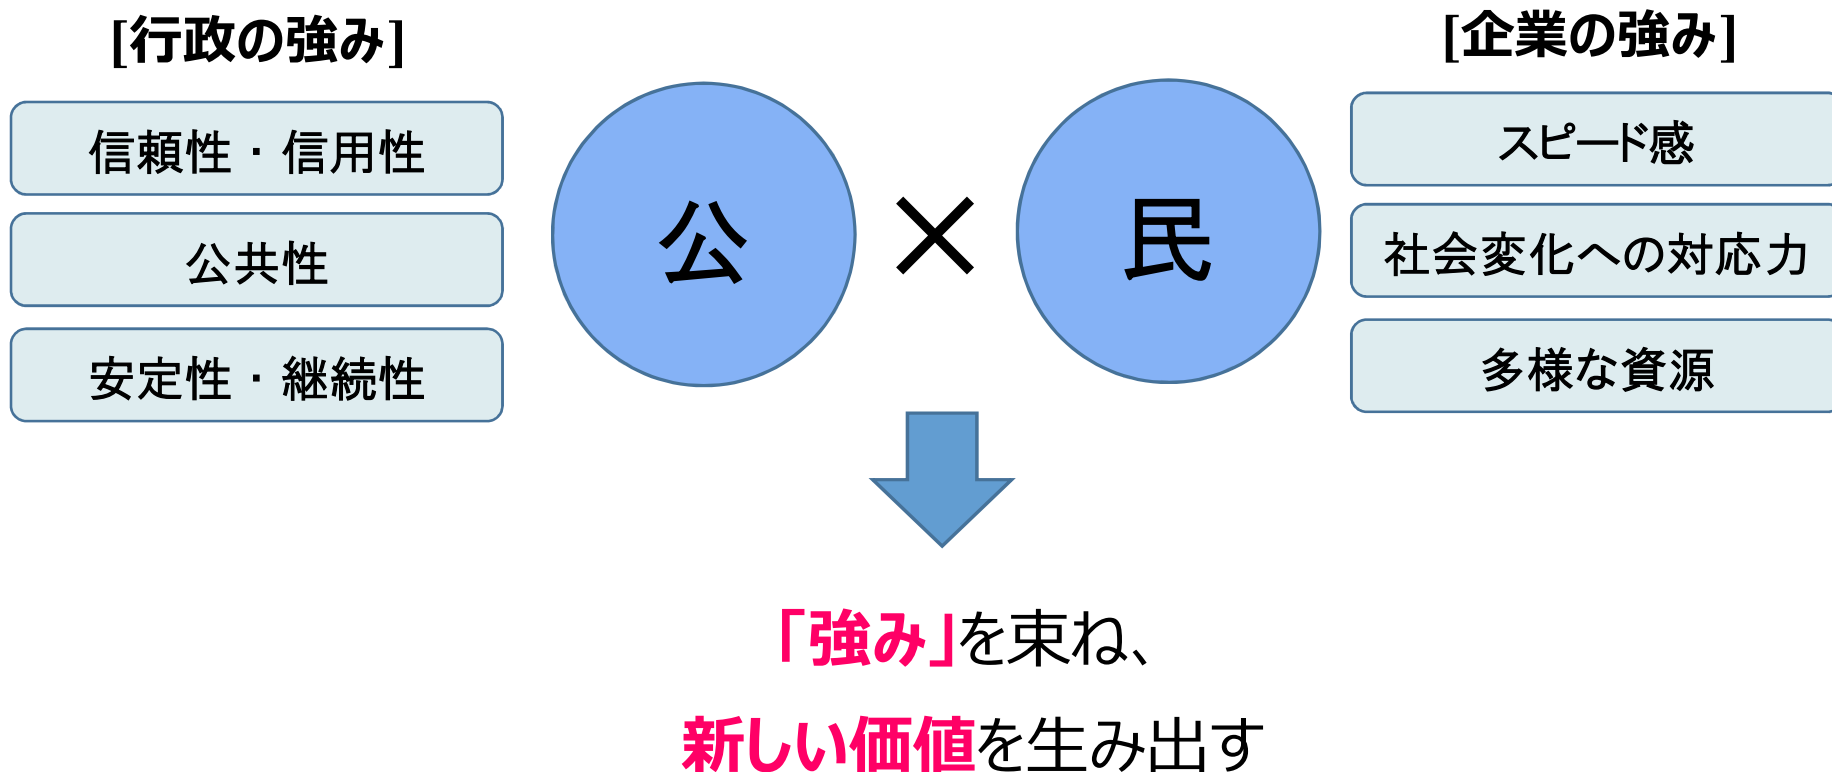 [行政の強み]
信頼性・信用性
公共性
安定性・継続性
公
×
民
[企業の強み]
スピード感
社会変化への対応力
多様な資源
「強み」を束ね、
新しい価値を生み出す